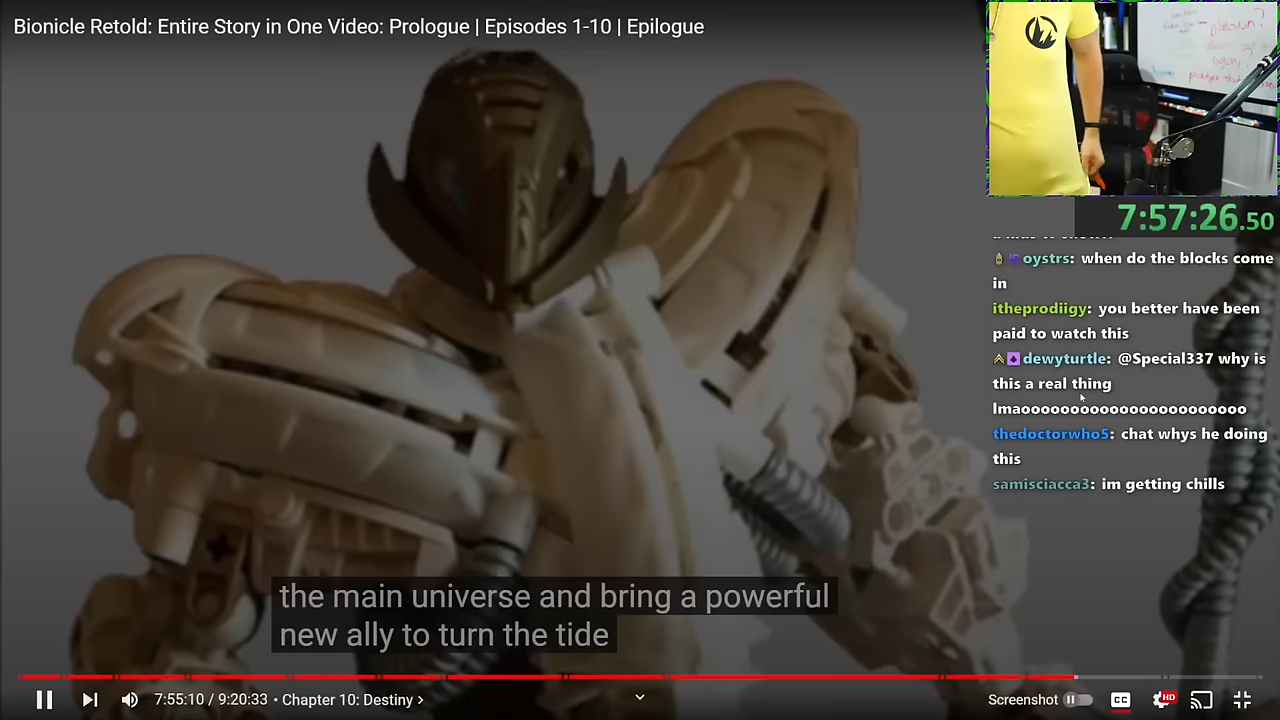 Bionicle Retold: Entire Story in One Video: Prologue | Episodes 1-10 | Epilogue
7:57:26.50
oystrs: when do the blocks come
in
itheprodiigy: you better have been
paid to watch this
dewyturtle: @Special337 why is
this a real thing
lmaooooooooooooooooooooooo
thedoctorwho5: chat whys he doing
this
samisciacca3: im getting chills
the main universe and bring a powerful
new ally to turn the tide
7:55:10 / 9:20:33 • Chapter 10: Destiny >
Screenshot
CC
HD